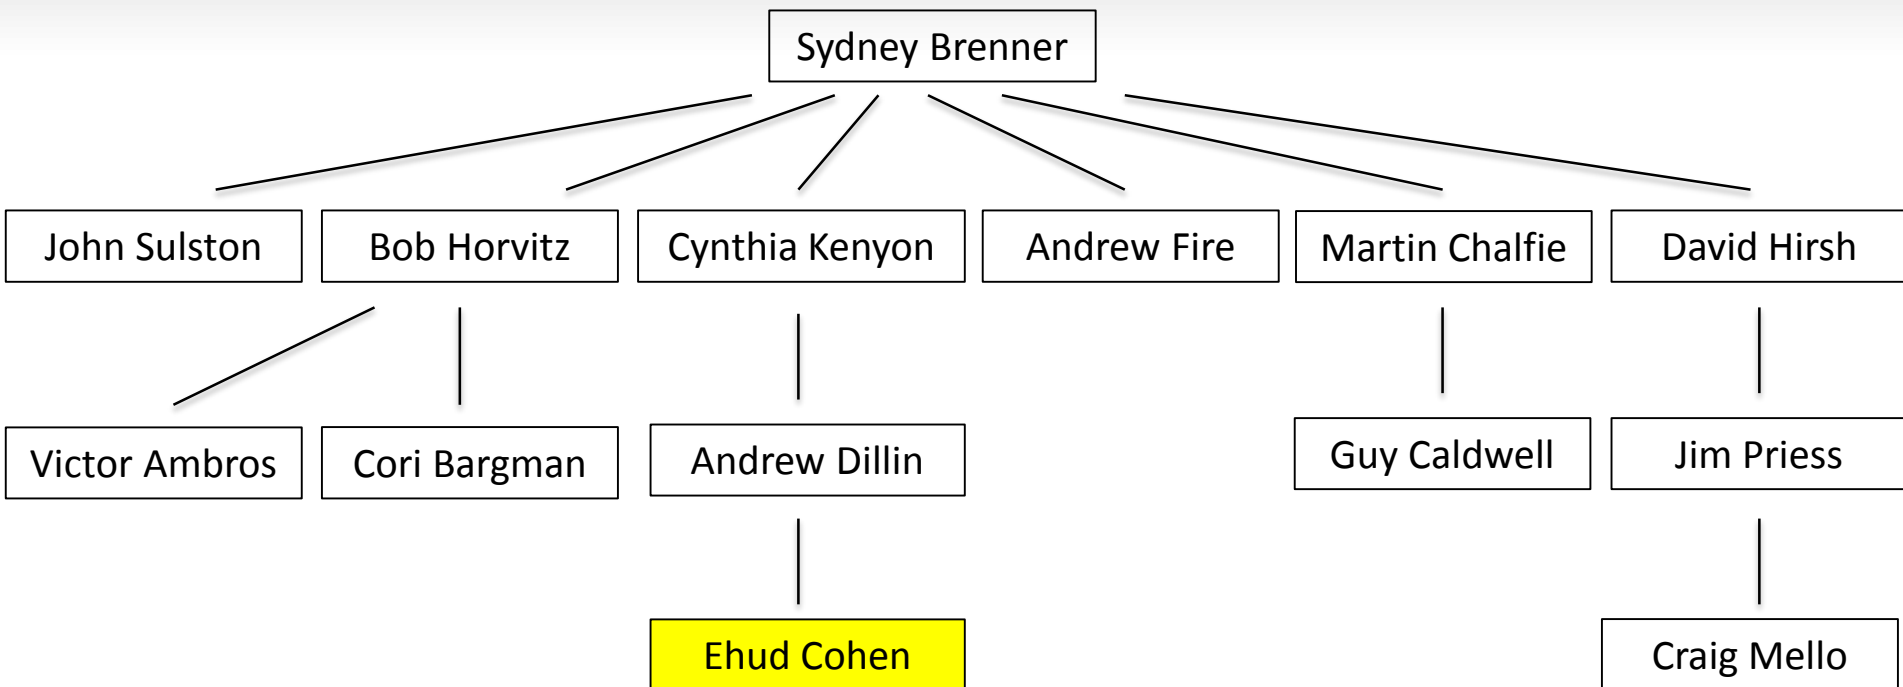 Sydney Brenner
John Sulston
Bob Horvitz
Cynthia Kenyon
Andrew Fire
Martin Chalfie
David Hirsh
Victor Ambros
Cori Bargman
Andrew Dillin
Guy Caldwell
Jim Priess
Ehud Cohen
Craig Mello